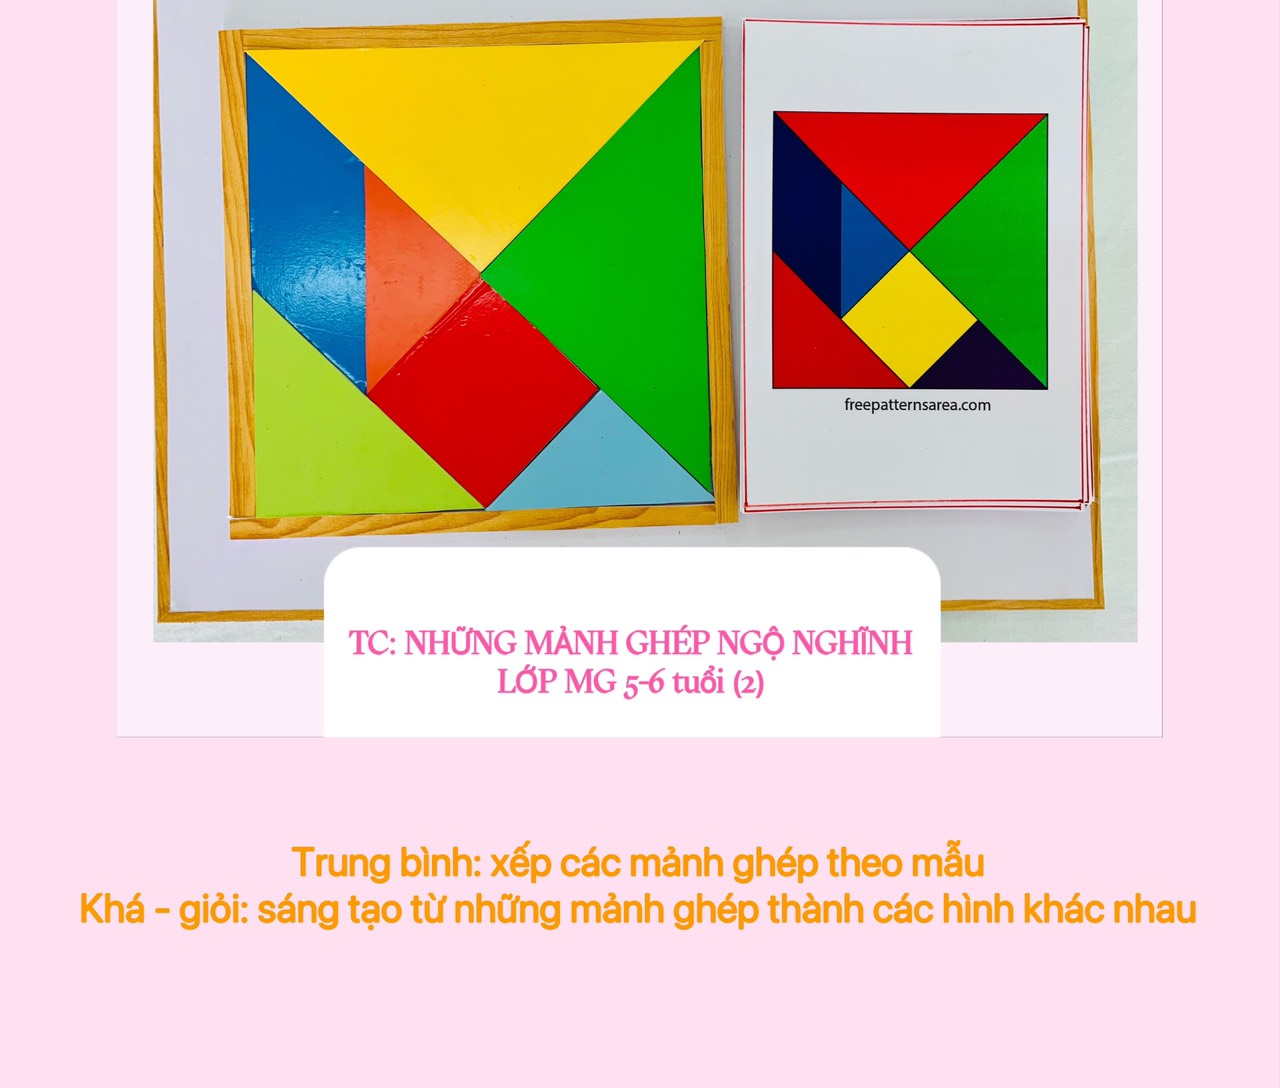 freepatternsarea.com
TC: NHỮNG MẢNH GHÉP NGỘ NGHĨNH
LỚP MG 5-6 tuổi (2)
Trung bình: xếp các mảnh ghép theo mẫu
Khá - giỏi: sáng tạo từ những mảnh ghép thành các hình khác nhau